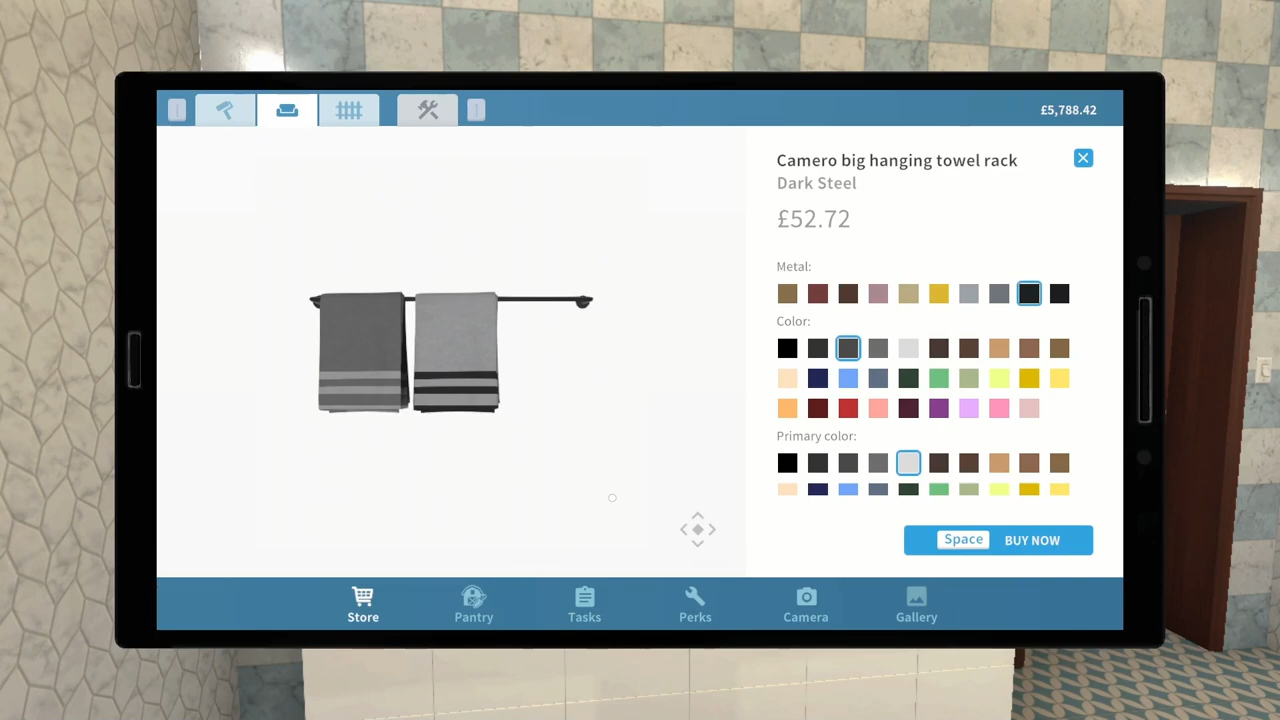 £5,788.42
Camero big hanging towel rack
Dark Steel
£52.72
Metal:
Color:
Primary color:
Space BUY NOW
Store
Pantry
Tasks
Perks
Camera
Gallery